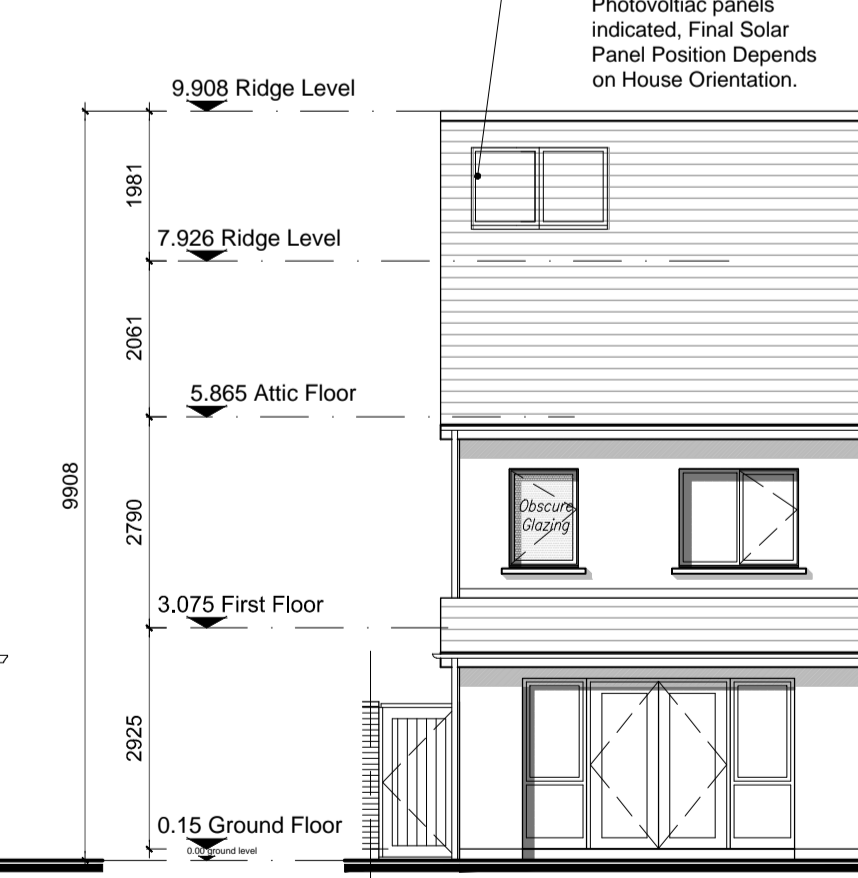 Photovoltiac panels
indicated, Final Solar
Panel Position Depends
on House Orientation.
9.908 Ridge Level
1981
7.926 Ridge Level
2061
5.865 Attic Floor
9908
2790
Obscure
Glazing
3.075 First Floor
2925
0.15 Ground Floor
0.00 ground level